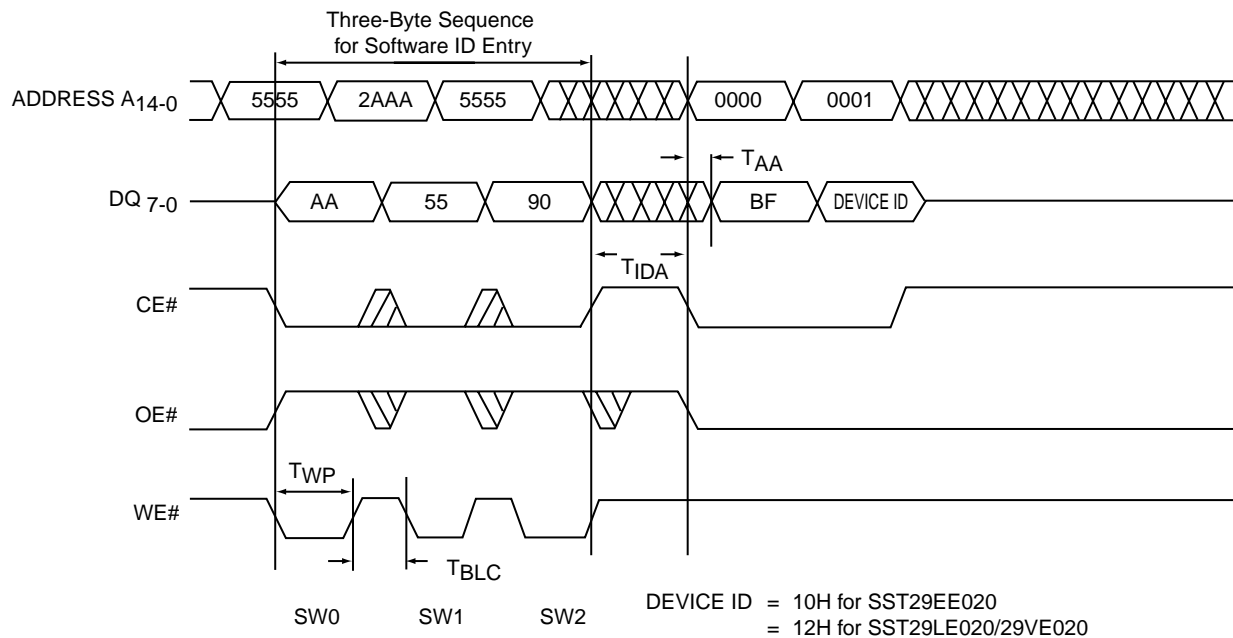 Three-Byte Sequence
for Software ID Entry
ADDRESS A14-0
5555 2AAA 5555 0000 0001
TAA
DQ 7-0
AA 55 90 BF DEVICE ID
TIDA
CE#
OE#
TWP
WE#
TBLC
SW0 SW1 SW2
DEVICE ID = 10H for SST29EE020
= 12H for SST29LE020/29VE020